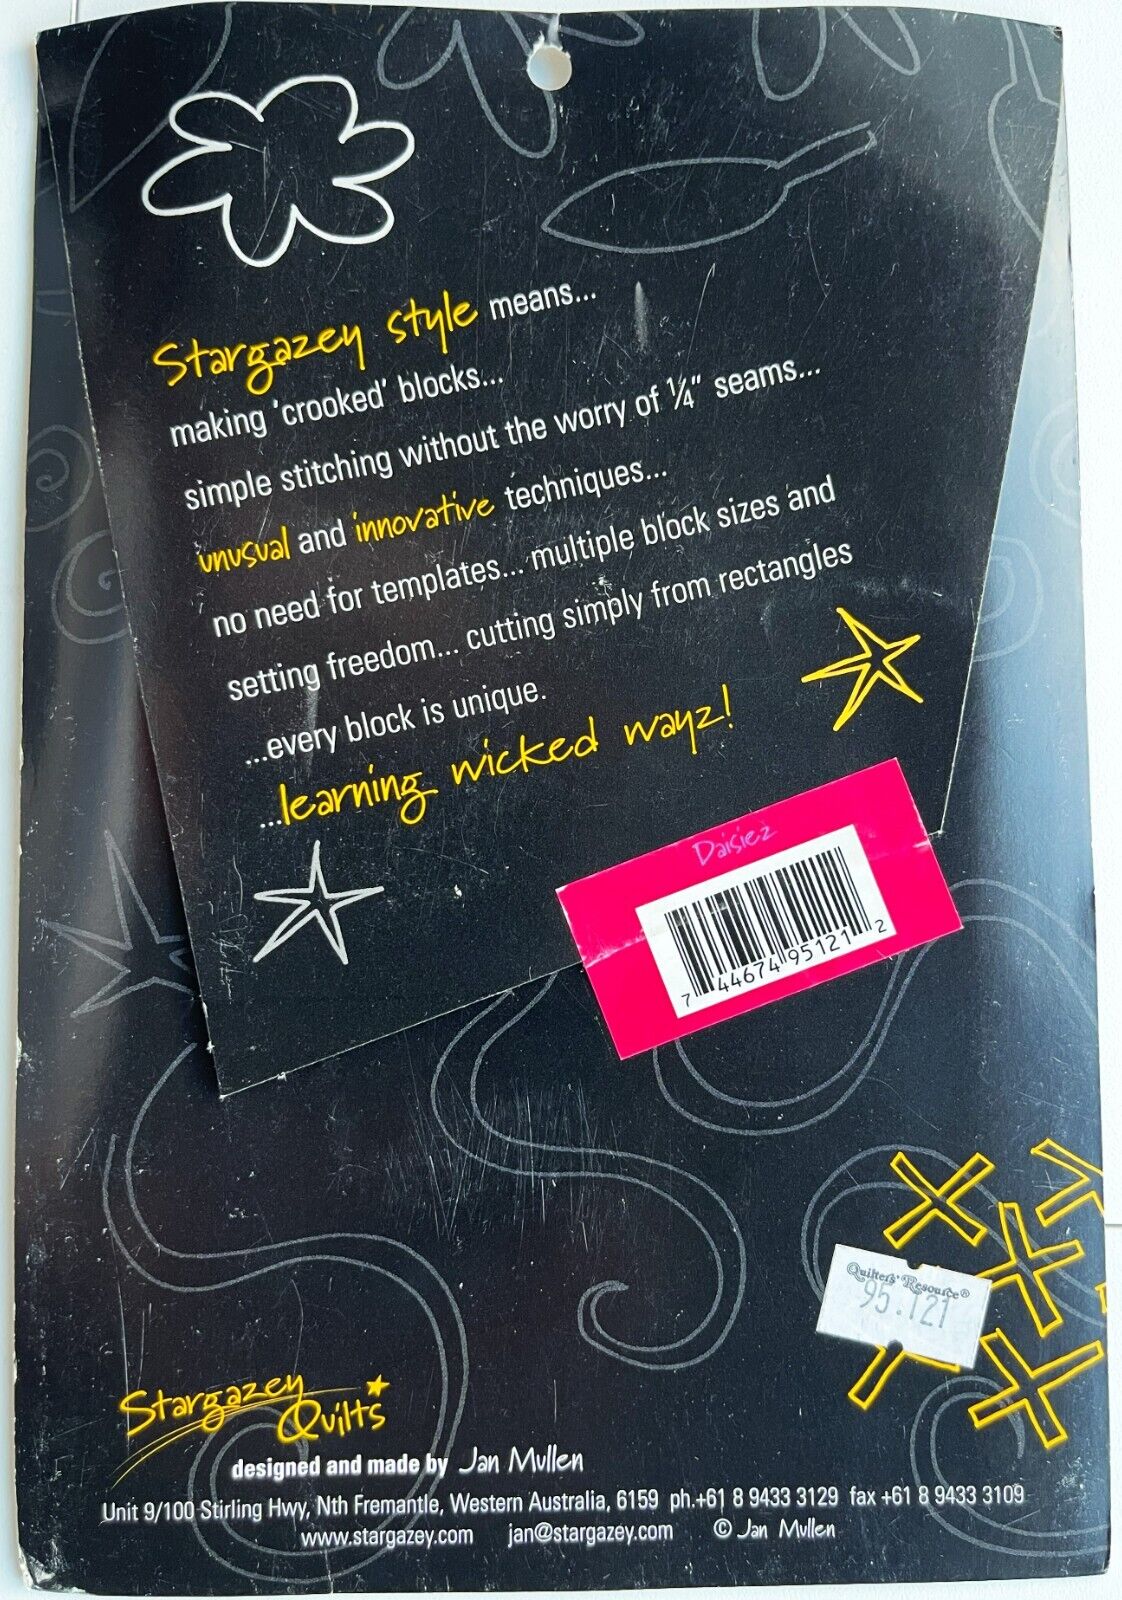 Stargazey style means...
making 'crooked' blocks...
simple stitching without the worry of ¼" seams...
unusual and innovative techniques...
no need for templates... multiple block sizes and
setting freedom... cutting simply from rectangles
...every block is unique.
...learning wicked wayz!
Daisiez
7 44674 95121 2
Quilters' Resource®
95.121
Stargazey
Quilts
designed and made by Jan Mullen
Unit 9/100 Stirling Hwy, Nth Fremantle, Western Australia, 6159 ph.+61 8 9433 3129 fax +61 8 9433 3109
www.stargazey.com jan@stargazey.com © Jan Mullen